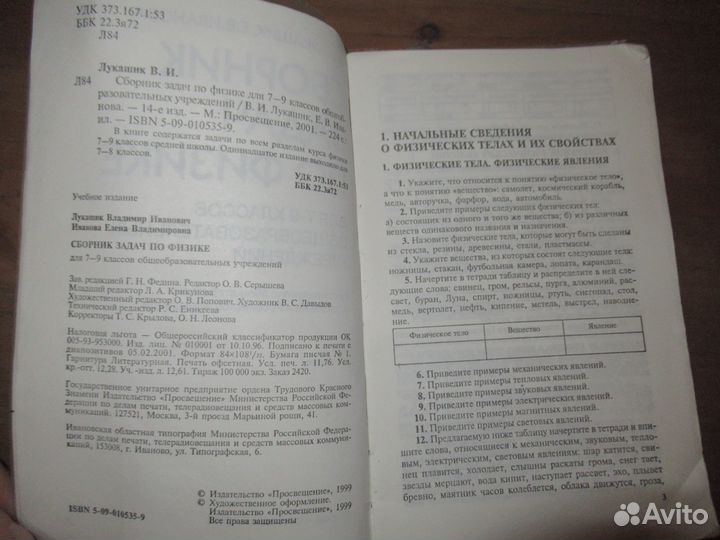 УДК 373.167.1:53
ББК 22.3я72
Л84
Лукашик В. И.
Л84
Сборник задач по физике для 7—9 классов общеоб-
разовательных учреждений / В. И. Лукашик, Е. В. Ива-
нова. — 14-е изд. — М.: Просвещение, 2001. — 224 с.:
ил. — ISBN 5-09-010535-9.
В книге содержатся задачи по всем разделам курса физики
7—9 классов средней школы. Одиннадцатое издание выходило для
7—8 классов.
УДК 373.167.1:53
ББК 22.3я72
Учебное издание
Лукашик Владимир Иванович
Иванова Елена Владимировна
СБОРНИК ЗАДАЧ ПО ФИЗИКЕ
для 7—9 классов общеобразовательных учреждений
Зав. редакцией Г. Н. Федина. Редактор О. В. Серышева
Младший редактор Л. А. Крикунова
Художественный редактор О. В. Попович. Художник В. С. Давыдов
Технический редактор Р. С. Еникеева
Корректоры Т. С. Крылова, О. Н. Леонова
Налоговая льгота — Общероссийский классификатор продукции ОК
005-93-953000. Изд. лиц. № 010001 от 10.10.96. Подписано к печати с
диапозитивов 05.02.2001. Формат 84×108¹/₃₂. Бумага писчая № 1.
Гарнитура Литературная. Печать офсетная. Усл. печ. л. 11,76. Усл.
кр.-отт. 12,28. Уч.-изд. л. 12,61. Тираж 100 000 экз. Заказ 2420.
Государственное унитарное предприятие ордена Трудового Красного
Знамени Издательство «Просвещение» Министерства Российской Фе-
дерации по делам печати, телерадиовещания и средств массовых ком-
муникаций. 127521, Москва, 3-й проезд Марьиной рощи, 41.
Ивановская областная типография Министерства Российской Федера-
ции по делам печати, телерадиовещания и средств массовых коммуни-
каций, 153008, г. Иваново, ул. Типографская, 6.
© Издательство «Просвещение», 1999
© Художественное оформление.
Издательство «Просвещение», 1999
Все права защищены
ISBN 5-09-010535-9
1. НАЧАЛЬНЫЕ СВЕДЕНИЯ
О ФИЗИЧЕСКИХ ТЕЛАХ И ИХ СВОЙСТВАХ
1. ФИЗИЧЕСКИЕ ТЕЛА. ФИЗИЧЕСКИЕ ЯВЛЕНИЯ
1. Укажите, что относится к понятию «физическое тело»,
а что к понятию «вещество»: самолет, космический корабль,
медь, авторучка, фарфор, вода, автомобиль.
2. Приведите примеры следующих физических тел:
а) состоящих из одного и того же вещества; б) из различных
веществ одинакового названия и назначения.
3. Назовите физические тела, которые могут быть сделаны
из стекла, резины, древесины, стали, пластмассы.
4. Укажите вещества, из которых состоят следующие тела:
ножницы, стакан, футбольная камера, лопата, карандаш.
5. Начертите в тетради таблицу и распределите в ней сле-
дующие слова: свинец, гром, рельсы, пурга, алюминий, рас-
свет, буран, Луна, спирт, ножницы, ртуть, снегопад, стол,
медь, вертолет, нефть, кипение, метель, выстрел, наводне-
ние.
Физическое тело Вещество Явление
6. Приведите примеры механических явлений.
7. Приведите примеры тепловых явлений.
8. Приведите примеры звуковых явлений.
9. Приведите примеры электрических явлений.
10. Приведите примеры магнитных явлений.
11. Приведите примеры световых явлений.
12. Предлагаемую ниже таблицу начертите в тетради и впи-
шите слова, относящиеся к механическим, звуковым, тепло-
вым, электрическим, световым явлениям: шар катится, сви-
нец плавится, холодает, слышны раскаты грома, снег тает,
звезды мерцают, вода кипит, наступает рассвет, эхо, плывет
бревно, маятник часов колеблется, облака движутся, гроза,
3
Avito